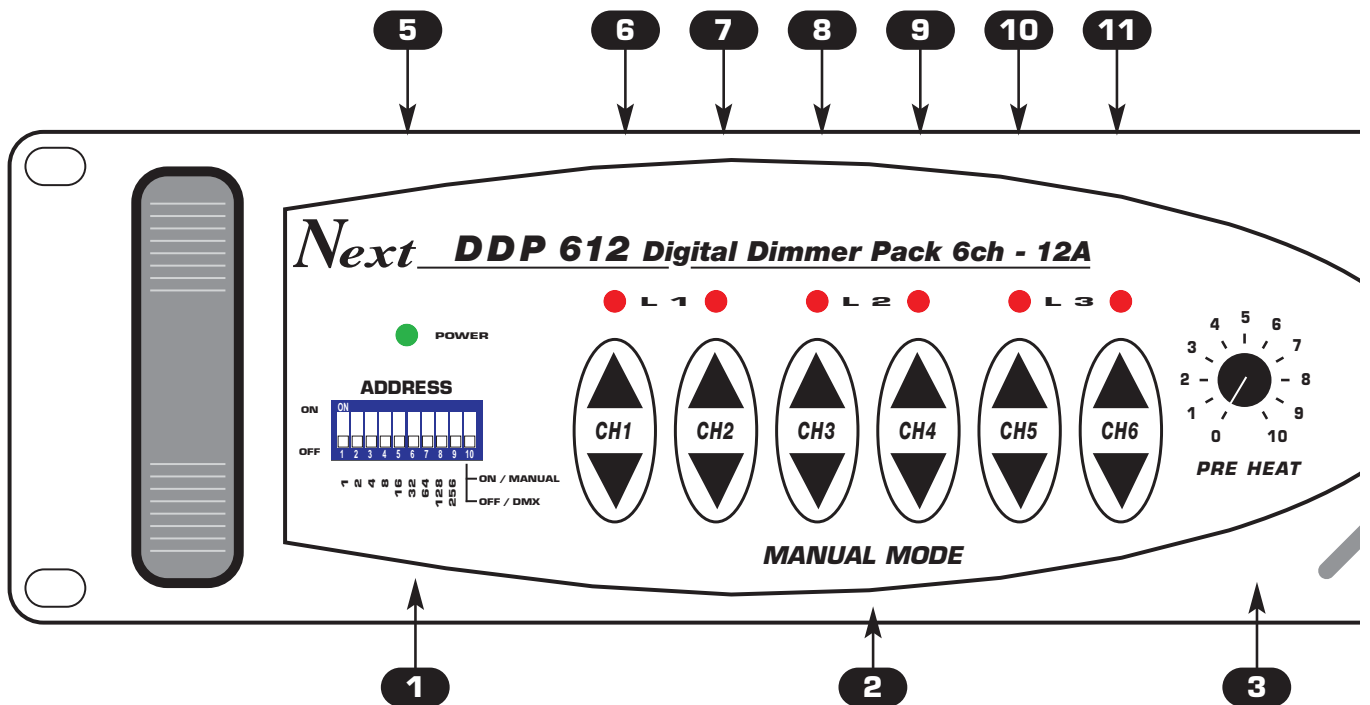 5 6 7 8 9 10 11
Next DDP 612 Digital Dimmer Pack 6ch - 12A
L 1 L 2 L 3
POWER
ADDRESS
ON
ON
OFF
1 2 3 4 5 6 7 8 9 10
1 2 4 8 16 32 64 128 256
ON / MANUAL
OFF / DMX
CH1 CH2 CH3 CH4 CH5 CH6
0 1 2 3 4 5 6 7 8 9 10
PRE HEAT
MANUAL MODE
1 2 3